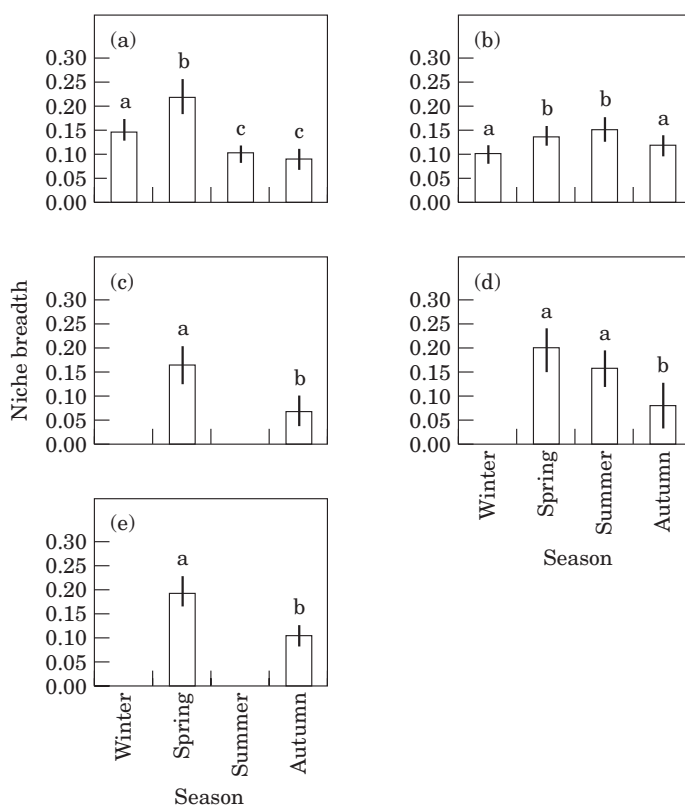 (a)
0.30
0.25
0.20
0.15
0.10
0.05
0.00
a
b
c
c
(b)
0.30
0.25
0.20
0.15
0.10
0.05
0.00
a
b
b
a
Niche breadth
(c)
0.30
0.25
0.20
0.15
0.10
0.05
0.00
a
b
(d)
0.30
0.25
0.20
0.15
0.10
0.05
0.00
a
a
b
Winter
Spring
Summer
Autumn
Season
(e)
0.30
0.25
0.20
0.15
0.10
0.05
0.00
a
b
Winter
Spring
Summer
Autumn
Season